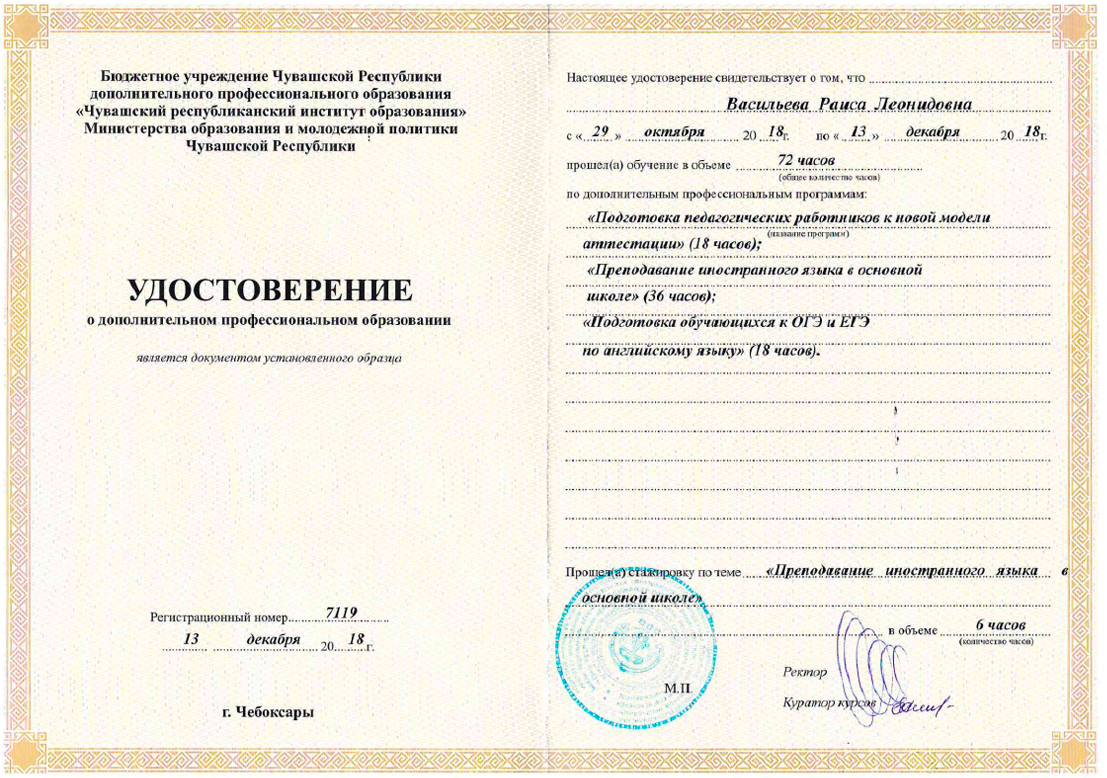 Бюджетное учреждение Чувашской Республики
дополнительного профессионального образования
«Чувашский республиканский институт образования»
Министерства образования и молодежной политики
Чувашской Республики
УДОСТОВЕРЕНИЕ
о дополнительном профессиональном образовании
является документом установленного образца
Регистрационный номер 7119
13 декабря 20 18 г.
г. Чебоксары
Настоящее удостоверение свидетельствует о том, что
Васильева Раиса Леонидовна
с « 29 » октября 20 18 г. по « 13 » декабря 20 18 г.
прошел(а) обучение в объеме 72 часов
(общее количество часов)
по дополнительным профессиональным программам:
«Подготовка педагогических работников к новой модели
(название программ)
аттестации» (18 часов);
«Преподавание иностранного языка в основной
школе» (36 часов);
«Подготовка обучающихся к ОГЭ и ЕГЭ
по английскому языку» (18 часов).
Прошел(а) стажировку по теме «Преподавание иностранного языка в
основной школе»
в объеме 6 часов
(количество часов)
Ректор
М.П.
Куратор курсов